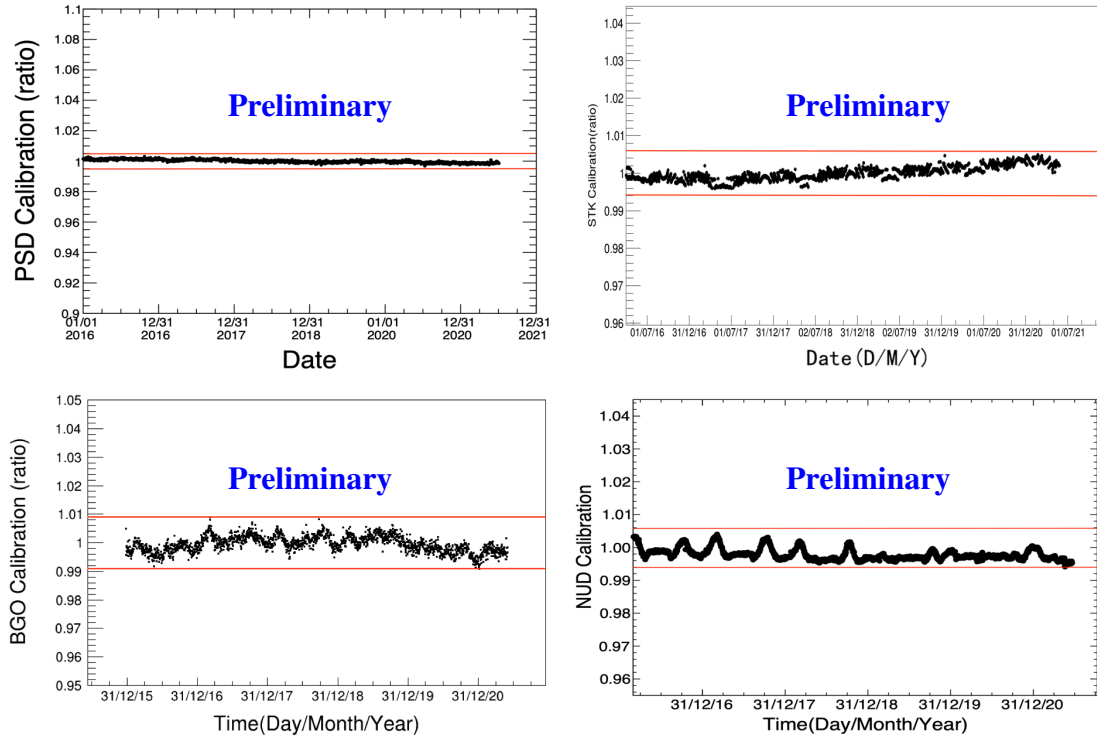 PSD Calibration (ratio)
1.1
1.08
1.06
1.04
1.02
1
0.98
0.96
0.94
0.92
0.9
Preliminary
01/01 12/31 12/31 12/31 01/01 12/31 12/31
2016 2016 2017 2018 2020 2020 2021
Date
STK Calibration(ratio)
1.04
1.03
1.02
1.01
1
0.99
0.98
0.97
0.96
Preliminary
01/07/16 31/12/16 01/07/17 31/12/17 02/07/18 31/12/18 02/07/19 31/12/19 01/07/20 31/12/20 01/07/21
Date(D/M/Y)
BGO Calibration (ratio)
1.05
1.04
1.03
1.02
1.01
1
0.99
0.98
0.97
0.96
0.95
Preliminary
31/12/15 31/12/16 31/12/17 31/12/18 31/12/19 31/12/20
Time(Day/Month/Year)
NUD Calibration
1.04
1.03
1.02
1.01
1.00
0.99
0.98
0.97
0.96
Preliminary
31/12/16 31/12/17 31/12/18 31/12/19 31/12/20
Time(Day/Month/Year)